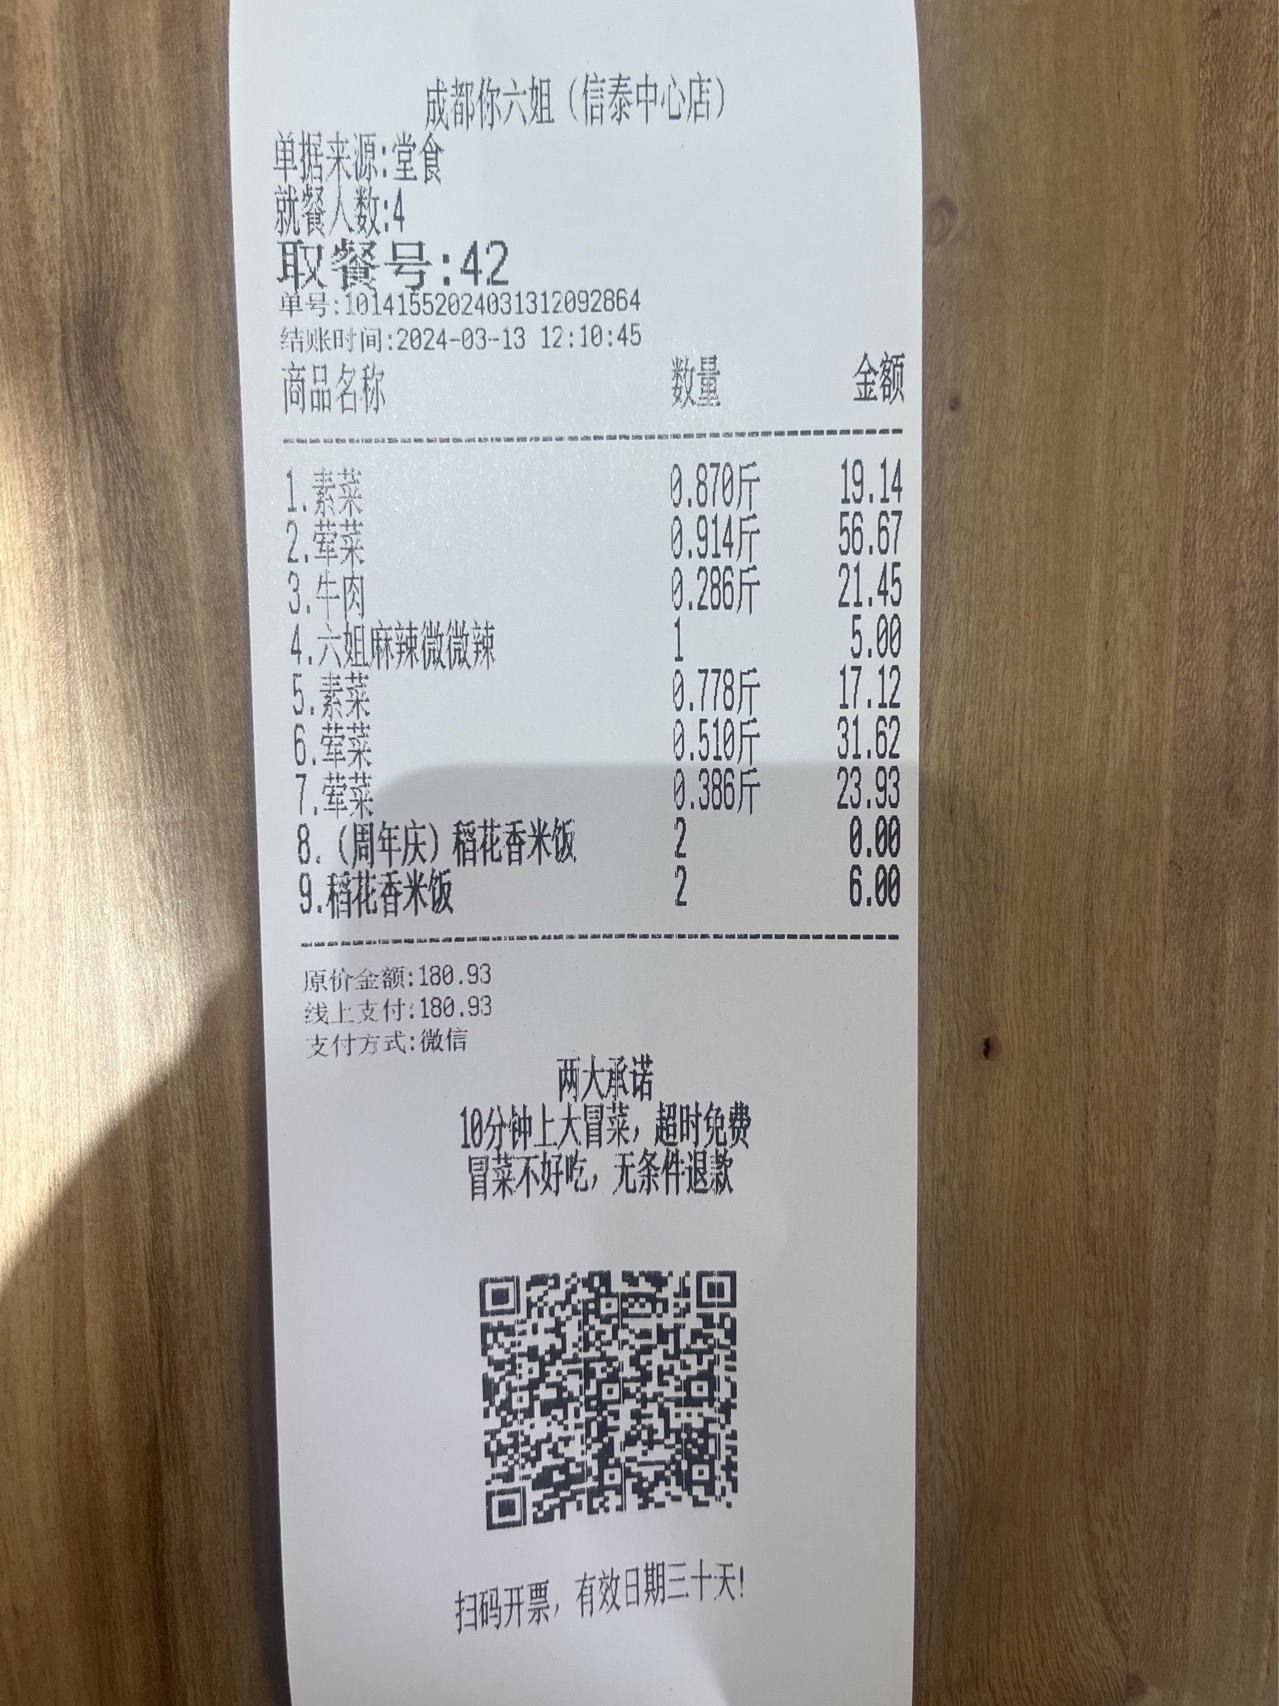 成都你六姐（信泰中心店）
单据来源:堂食
就餐人数:4
取餐号:42
单号:10141552024031312092864
结账时间:2024-03-13 12:10:45
商品名称 数量 金额
1.素菜 0.870斤 19.14
2.荤菜 0.914斤 56.67
3.牛肉 0.286斤 21.45
4.六姐麻辣微微辣 1 5.00
5.素菜 0.778斤 17.12
6.荤菜 0.510斤 31.62
7.荤菜 0.386斤 23.93
8.（周年庆）稻花香米饭 2 0.00
9.稻花香米饭 2 6.00
原价金额:180.93
线上支付:180.93
支付方式:微信
两大承诺
10分钟上大冒菜，超时免费
冒菜不好吃，无条件退款
扫码开票，有效日期三十天!